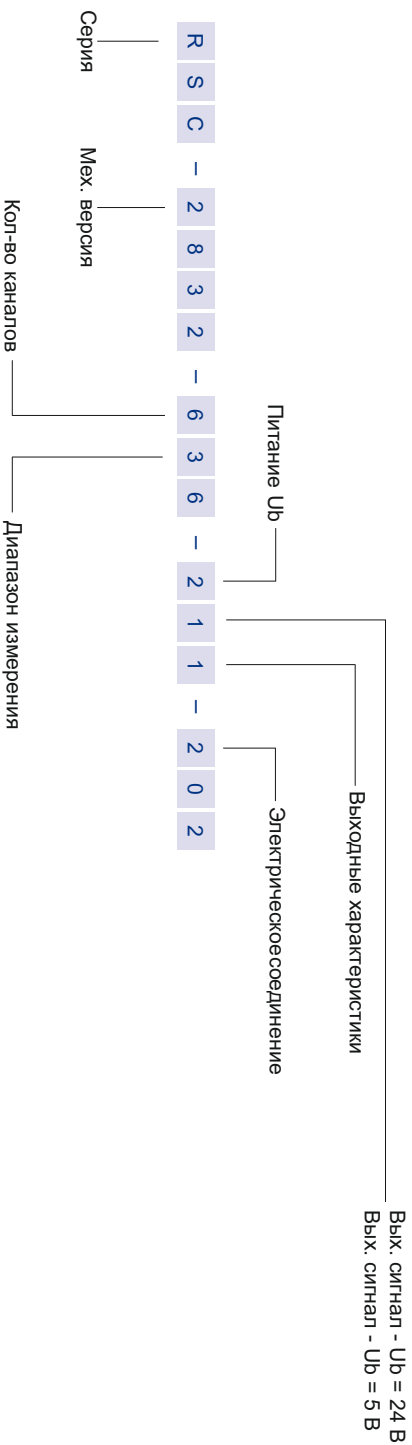 Вых. сигнал - Ub = 24 В
Вых. сигнал - Ub = 5 В
Выходные характеристики
Питание Ub
Электрическоесоединение
R S C – 2 8 3 2 – 6 3 6 – 2 1 1 – 2 0 2
Серия
Мех. версия
Кол-во каналов
Диапазон измерения